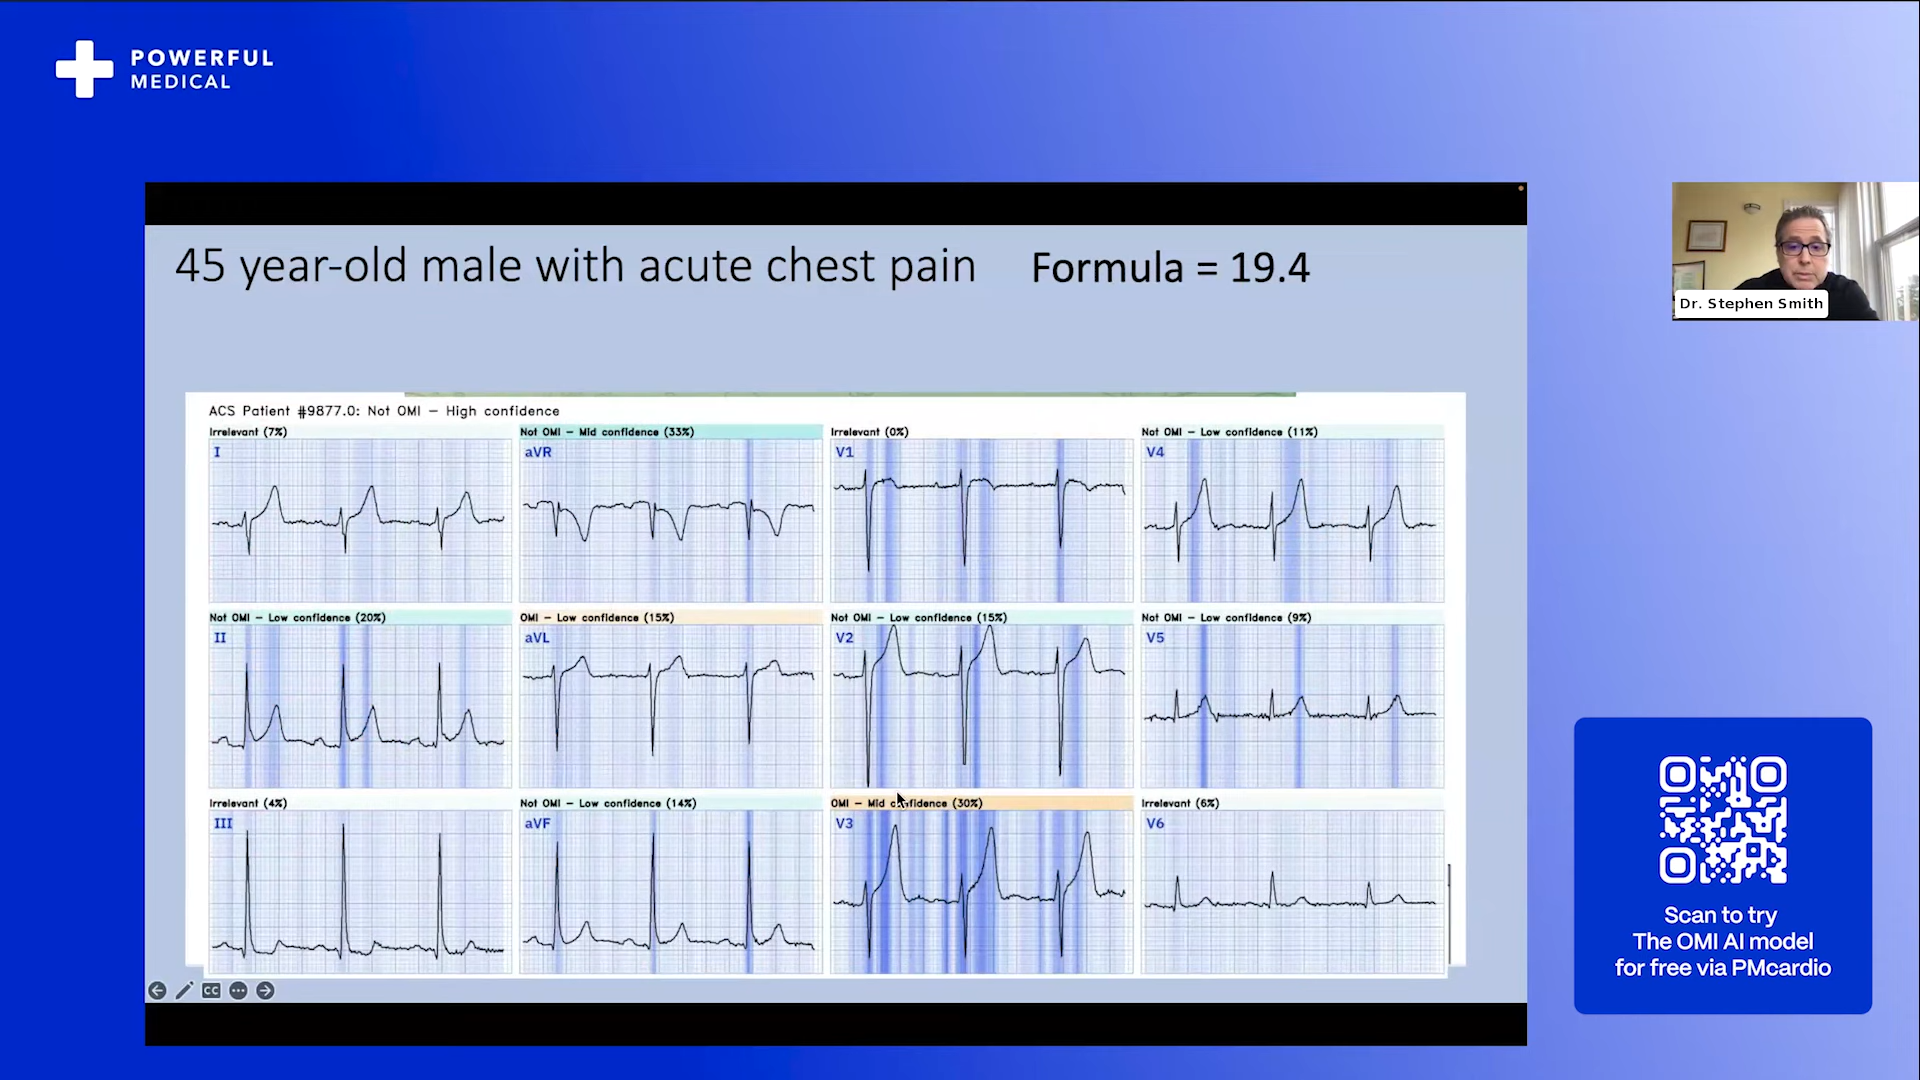 POWERFUL
MEDICAL
45 year-old male with acute chest pain
Formula = 19.4
Dr. Stephen Smith
ACS Patient #9877.0: Not OMI – High confidence
Irrelevant (7%)
Not OMI – Mid confidence (33%)
Irrelevant (0%)
Not OMI – Low confidence (11%)
I
aVR
V1
V4
Not OMI – Low confidence (20%)
OMI – Low confidence (15%)
Not OMI – Low confidence (15%)
Not OMI – Low confidence (9%)
II
aVL
V2
V5
Irrelevant (4%)
Not OMI – Low confidence (14%)
OMI – Mid confidence (30%)
Irrelevant (6%)
III
aVF
V3
V6
CC
Scan to try
The OMI AI model
for free via PMcardio